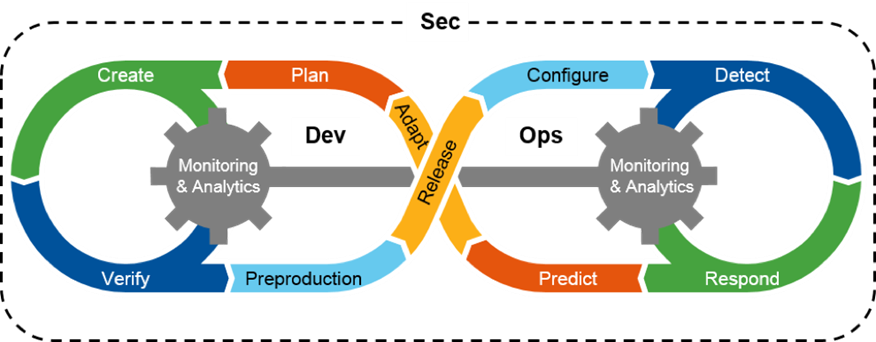 Sec
Create
Plan
Configure
Detect
Adapt
Dev
Ops
Release
Monitoring
& Analytics
Monitoring
& Analytics
Verify
Preproduction
Predict
Respond